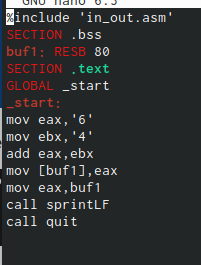 GNU nano 6.3
%include 'in_out.asm'
SECTION .bss
buf1: RESB 80
SECTION .text
GLOBAL _start
_start:
mov eax,'6'
mov ebx,'4'
add eax,ebx
mov [buf1],eax
mov eax,buf1
call sprintLF
call quit